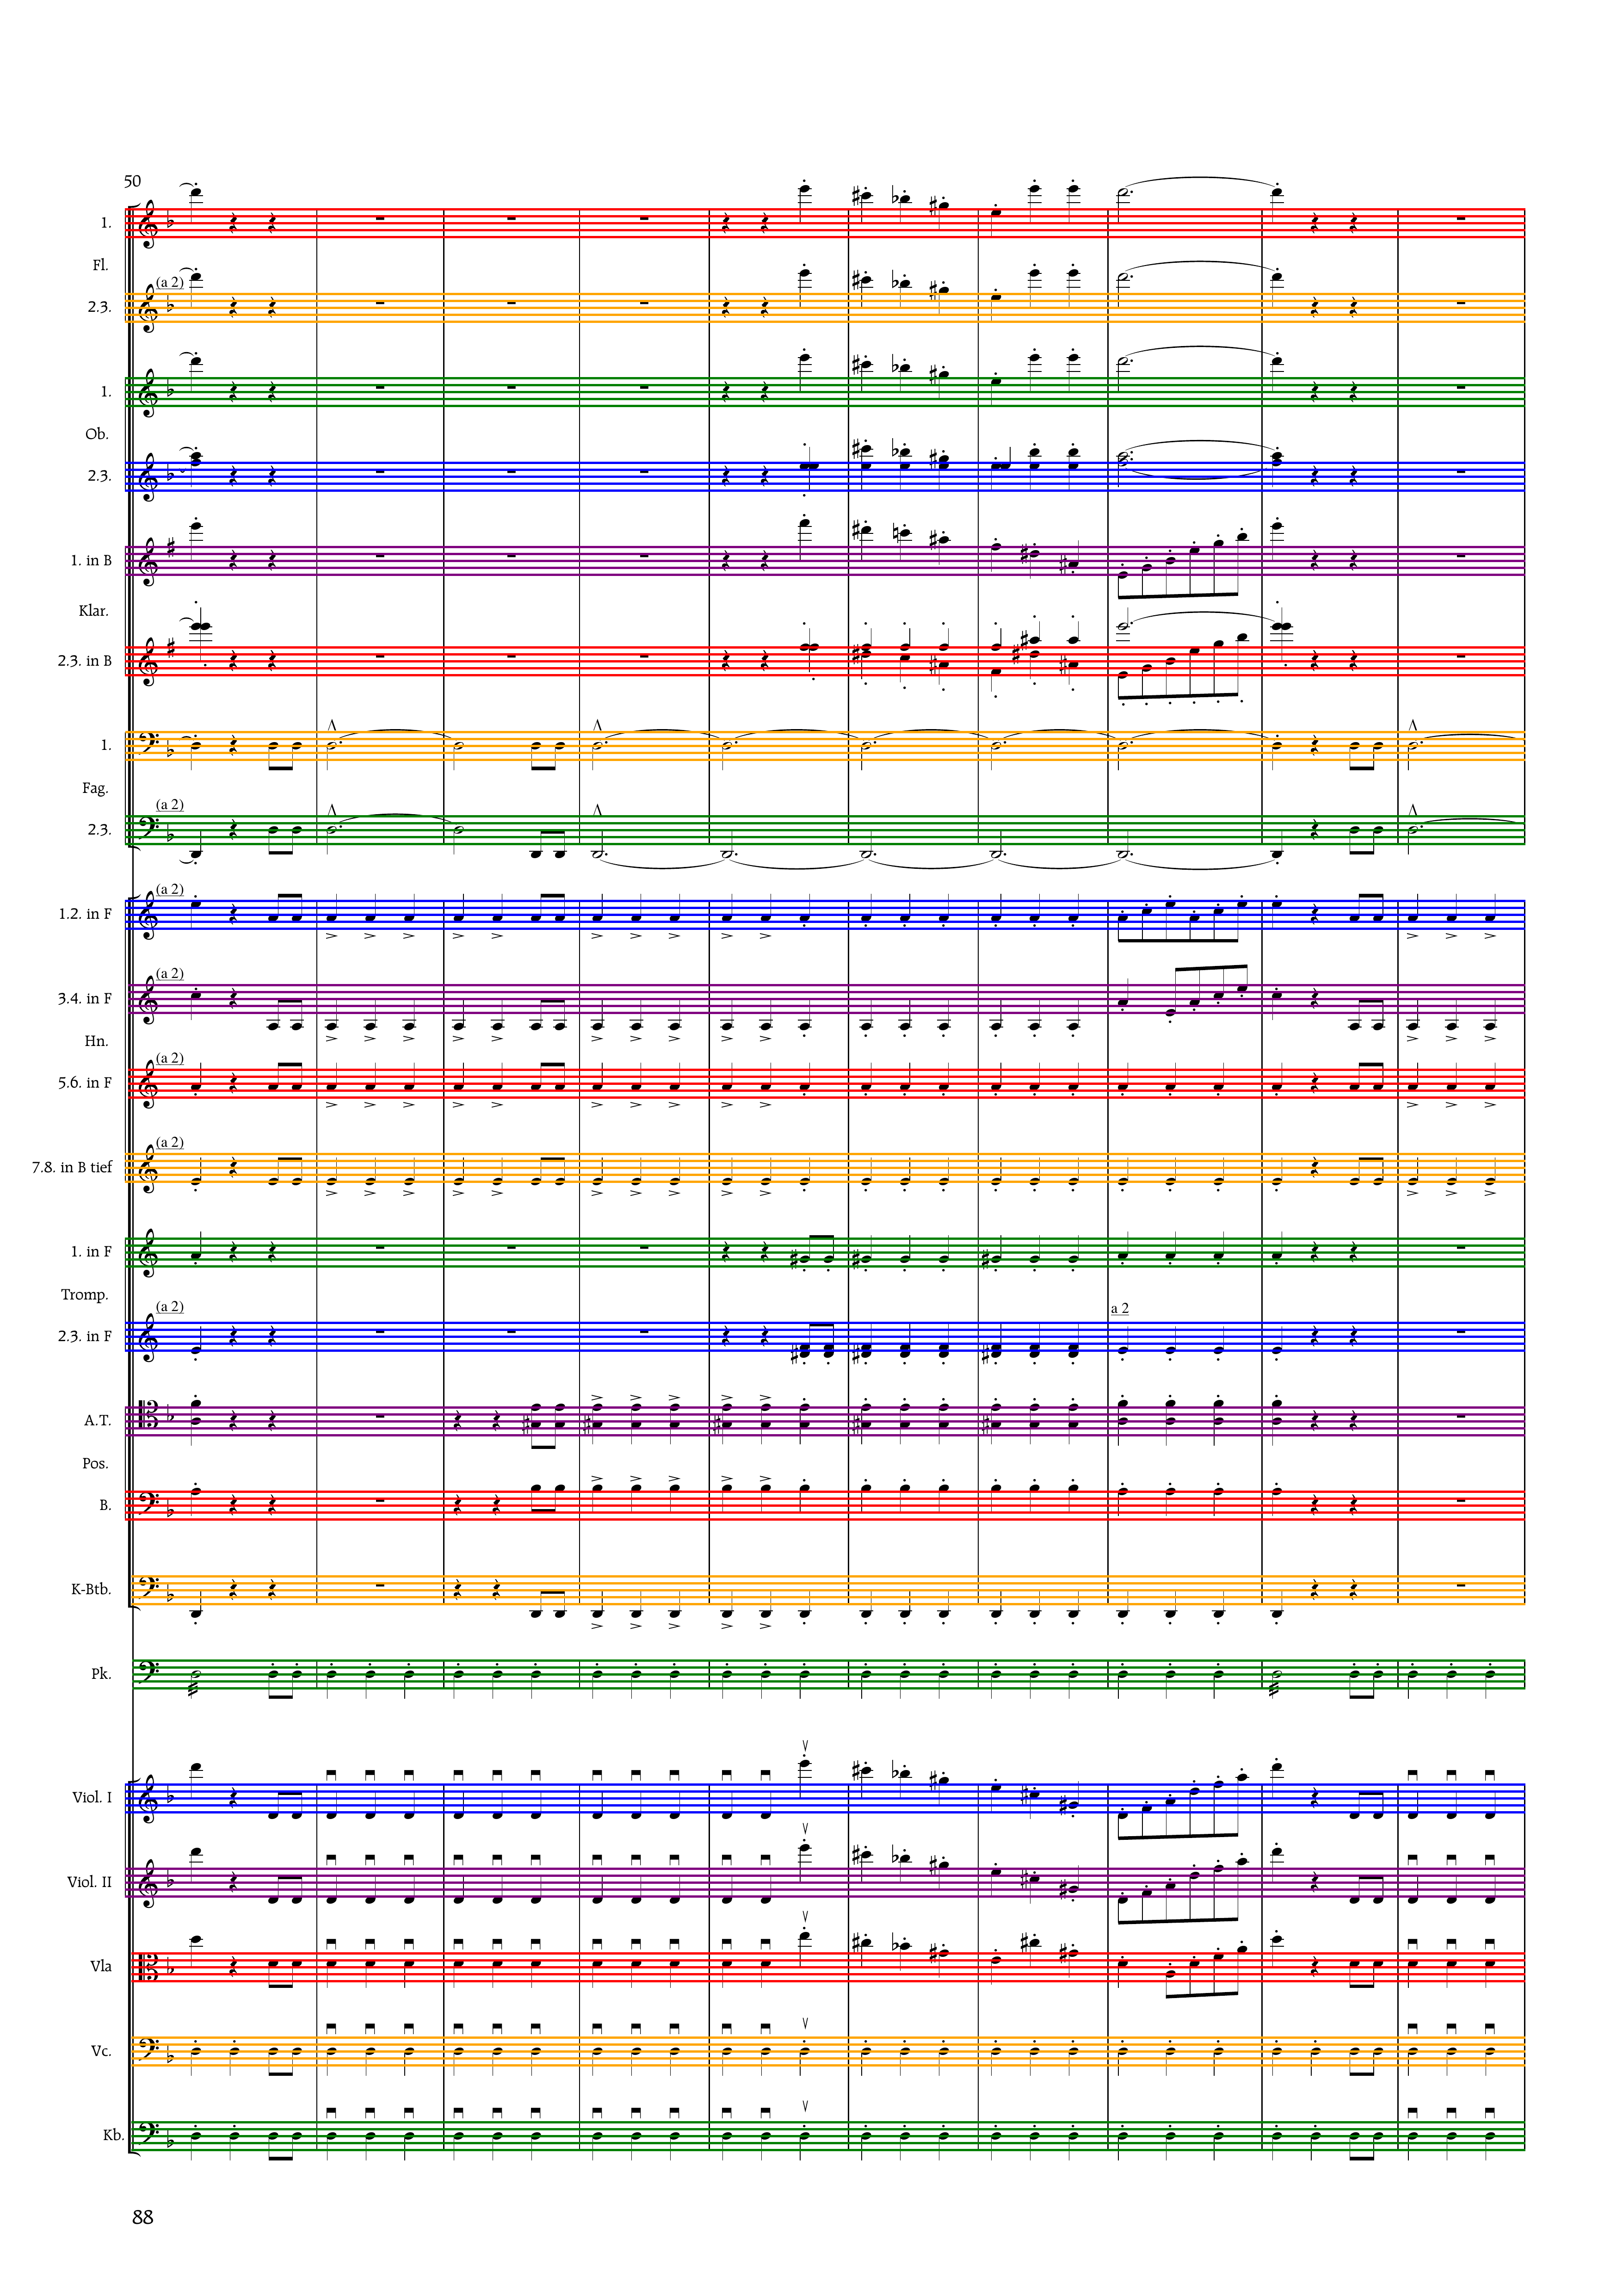 50
1.
Fl.
(a 2)
2.3.
1.
Ob.
2.3.
1. in B
Klar.
2.3. in B
1.
Fag.
(a 2)
2.3.
(a 2)
1.2. in F
(a 2)
3.4. in F
Hn.
(a 2)
5.6. in F
(a 2)
7.8. in B tief
1. in F
Tromp.
(a 2)
a 2
2.3. in F
A.T.
Pos.
B.
K-Btb.
Pk.
Viol. I
Viol. II
Vla
Vc.
Kb.
88